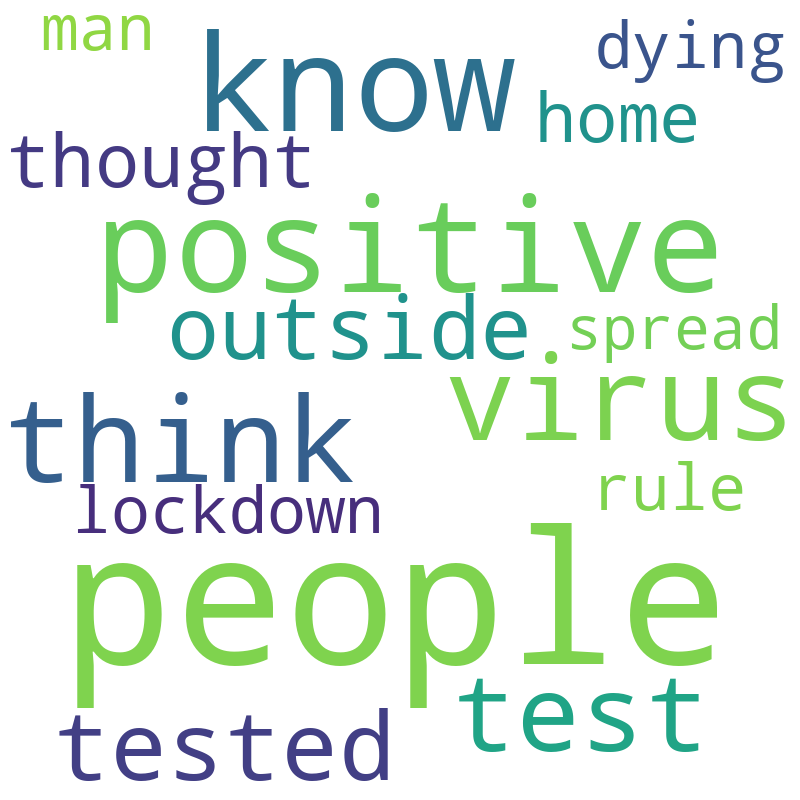 man
know
dying
home
thought
positive
outside
spread
virus
think
rule
lockdown
people
test
tested